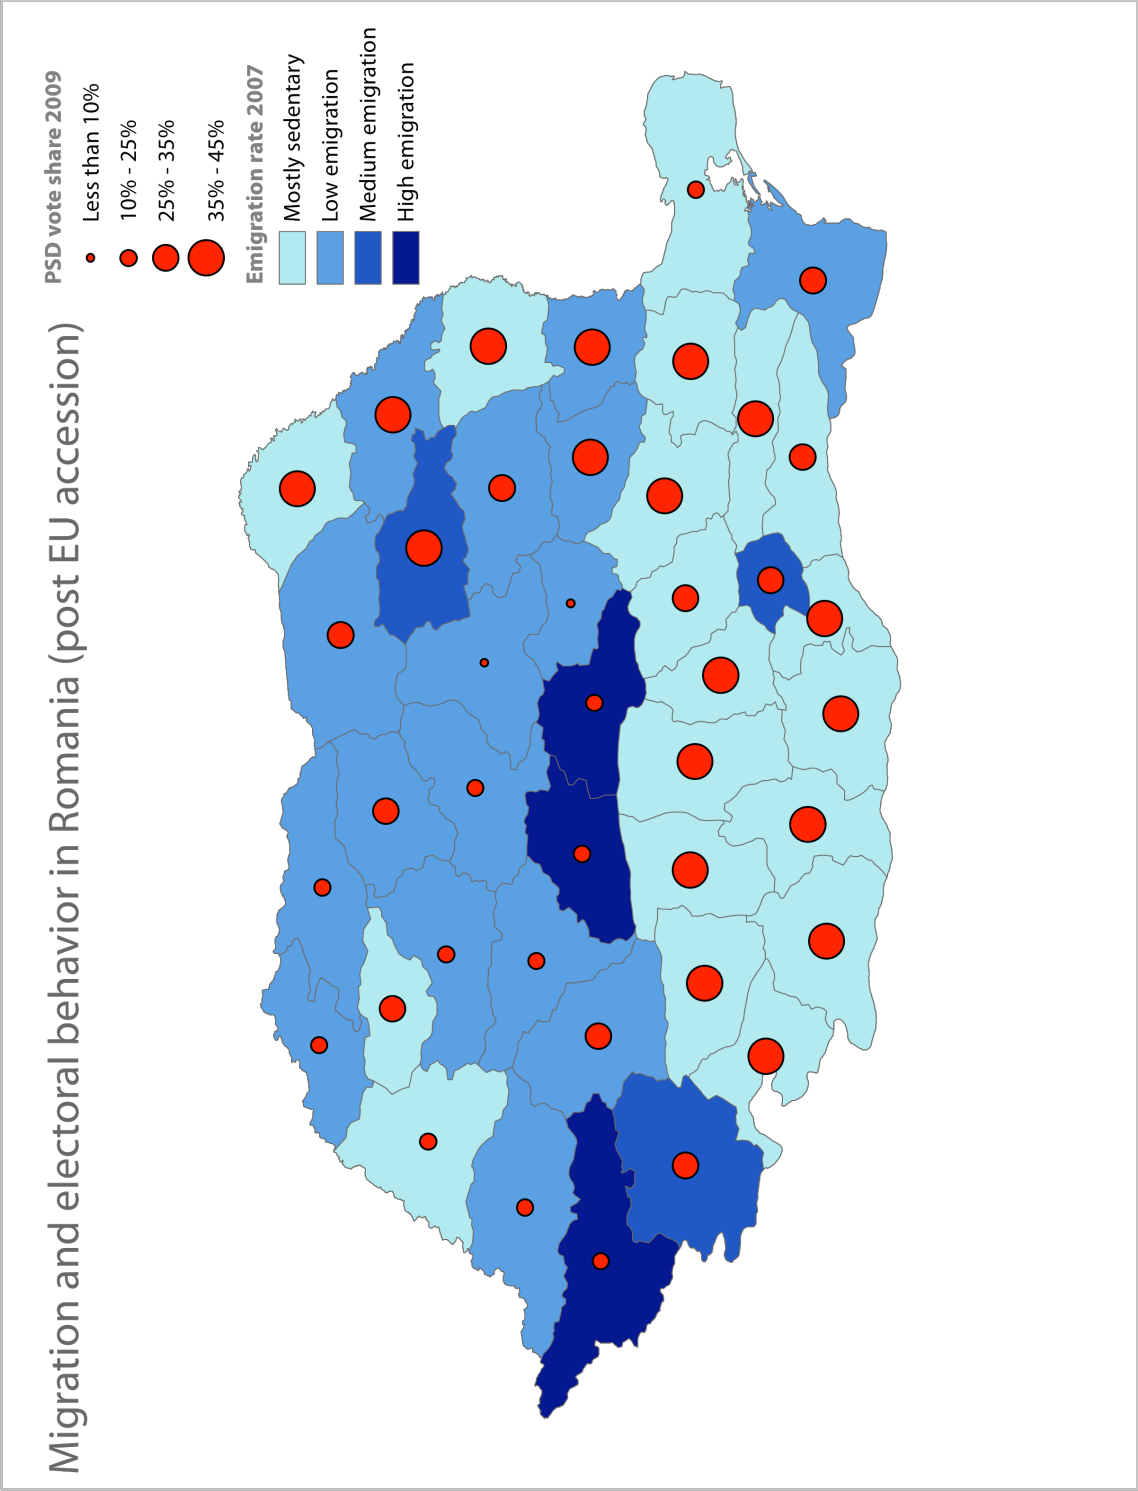 Migration and electoral behavior in Romania (post EU accession)
PSD vote share 2009
Less than 10%
10% - 25%
25% - 35%
35% - 45%
Emigration rate 2007
Mostly sedentary
Low emigration
Medium emigration
High emigration